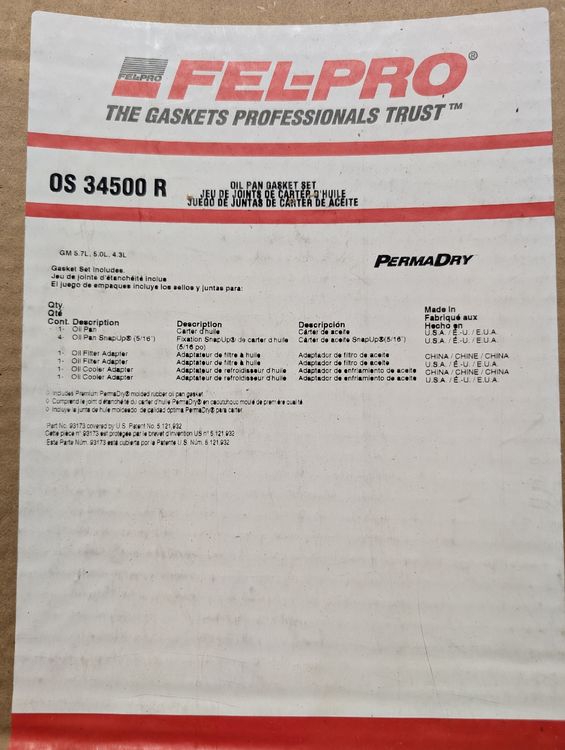 FEL-PRO
FEL-PRO®
THE GASKETS PROFESSIONALS TRUST™
OS 34500 R
OIL PAN GASKET SET
JEU DE JOINTS DE CARTER D'HUILE
JUEGO DE JUNTAS DE CARTER DE ACEITE
GM 5.7L, 5.0L, 4.3L
PERMADRY®
Gasket Set Includes:
Jeu de joints d'étanchéité inclue
El juego de empaques incluye los sellos y juntas para:
Qty. Made in
Qté Fabriqué aux
Cont. Description Description Descripción Hecho en
1- Oil Pan Carter d'huile Cárter de aceite U.S.A. / É.-U. / E.U.A.
4- Oil Pan SnapUp® (5/16") Fixation SnapUp® de carter d'huile Cárter de aceite SnapUp® (5/16") U.S.A. / É.-U. / E.U.A.
(5/16 po)
1- Oil Filter Adapter Adaptateur de filtre à huile Adaptador de filtro de aceite CHINA / CHINE / CHINA
1- Oil Filter Adapter Adaptateur de filtre à huile Adaptador de filtro de aceite U.S.A. / É.-U. / E.U.A.
1- Oil Cooler Adapter Adaptateur de refroidisseur d'huile Adaptador de enfriamiento de aceite CHINA / CHINE / CHINA
1- Oil Cooler Adapter Adaptateur de refroidisseur d'huile Adaptador de enfriamiento de aceite U.S.A. / É.-U. / E.U.A.
◊ Includes Premium PermaDry® molded rubber oil pan gasket
◊ Comprend le joint d'étanchéité du carter d'huile PermaDry® en caoutchouc moulé de première qualité.
◊ Incluye la junta de hule moldeado de calidad óptima PermaDry® para carter.
Part No. 93173 covered by U.S. Patent No. 5,121,932
Cette pièce n° 93173 est protégée par le brevet d'invention US n° 5,121,932
Esta Parte Núm. 93173 está cubierta por la Patente U.S. Núm. 5,121,932